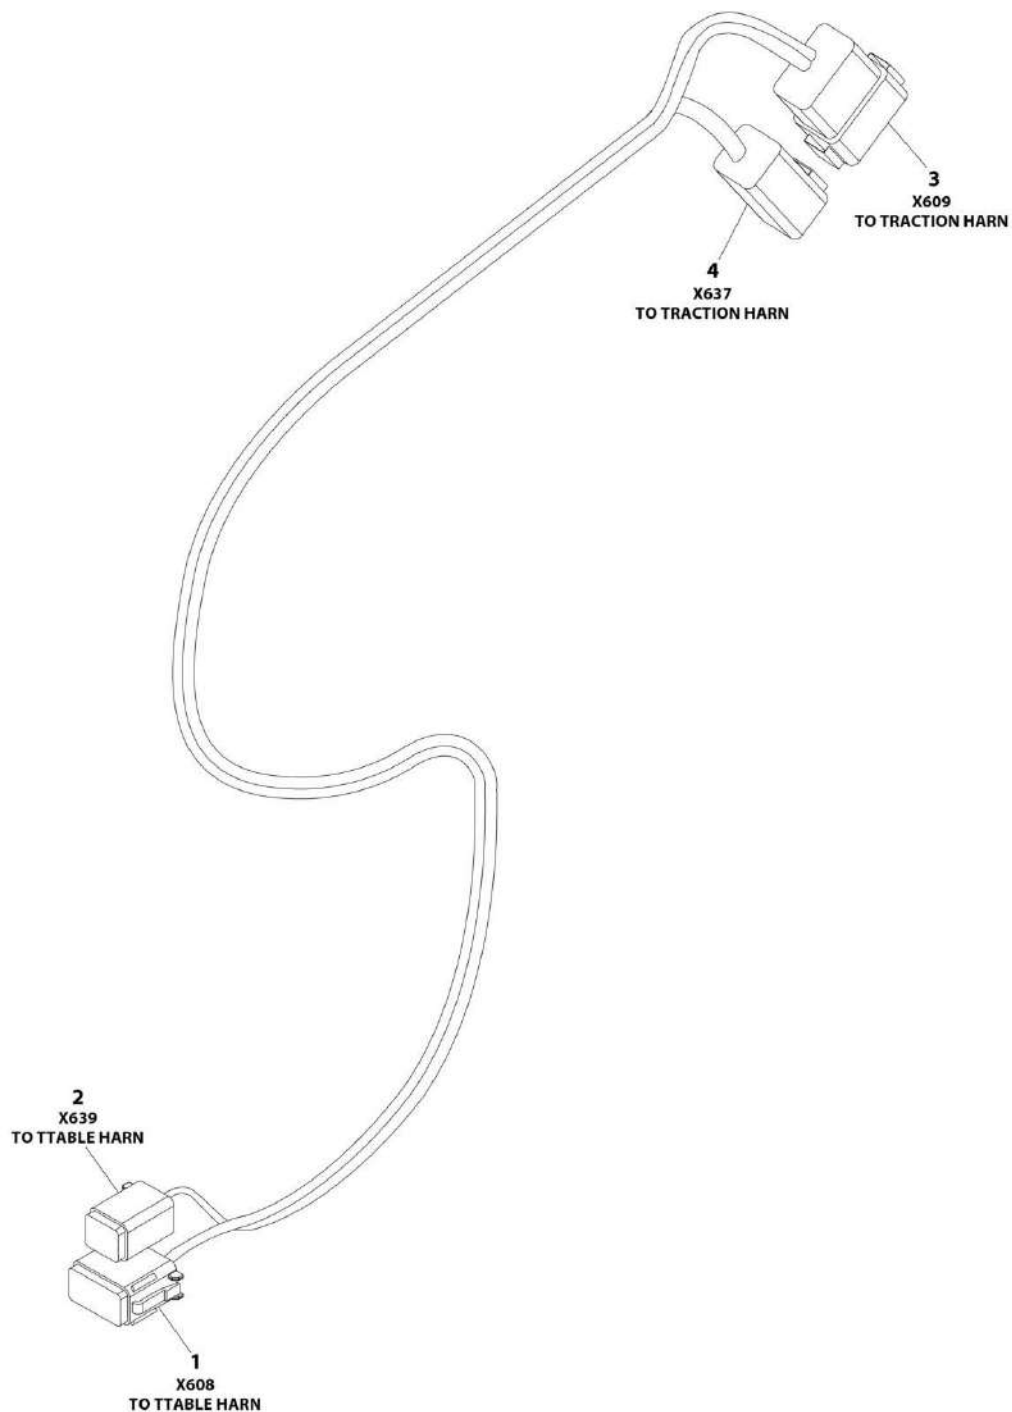 3
X609
TO TRACTION HARN
4
X637
TO TRACTION HARN
2
X639
TO TTABLE HARN
1
X608
TO TTABLE HARN